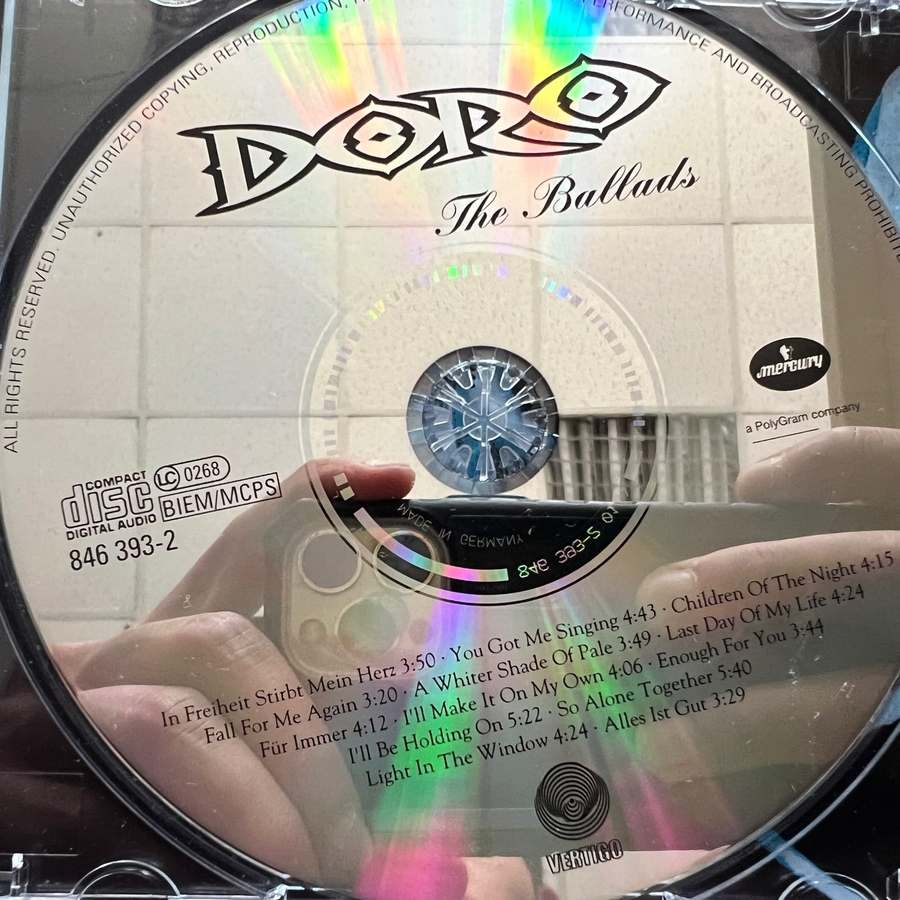 ALL RIGHTS RESERVED. UNAUTHORIZED COPYING, REPRODUCTION,
PERFORMANCE AND BROADCASTING PROHIBITE
DORO
The Ballads
mercury
a PolyGram company
COMPACT
disc
DIGITAL AUDIO
LC 0268
BIEM/MCPS
846 393-2
MADE IN GERMANY
In Freiheit Stirbt Mein Herz 3:50 · You Got Me Singing 4:43 · Children Of The Night 4:15
Fall For Me Again 3:20 · A Whiter Shade Of Pale 3:49 · Last Day Of My Life 4:24
Für Immer 4:12 · I'll Make It On My Own 4:06 · Enough For You 3:44
I'll Be Holding On 5:22 · So Alone Together 5:40
Light In The Window 4:24 · Alles Ist Gut 3:29
VERTIGO